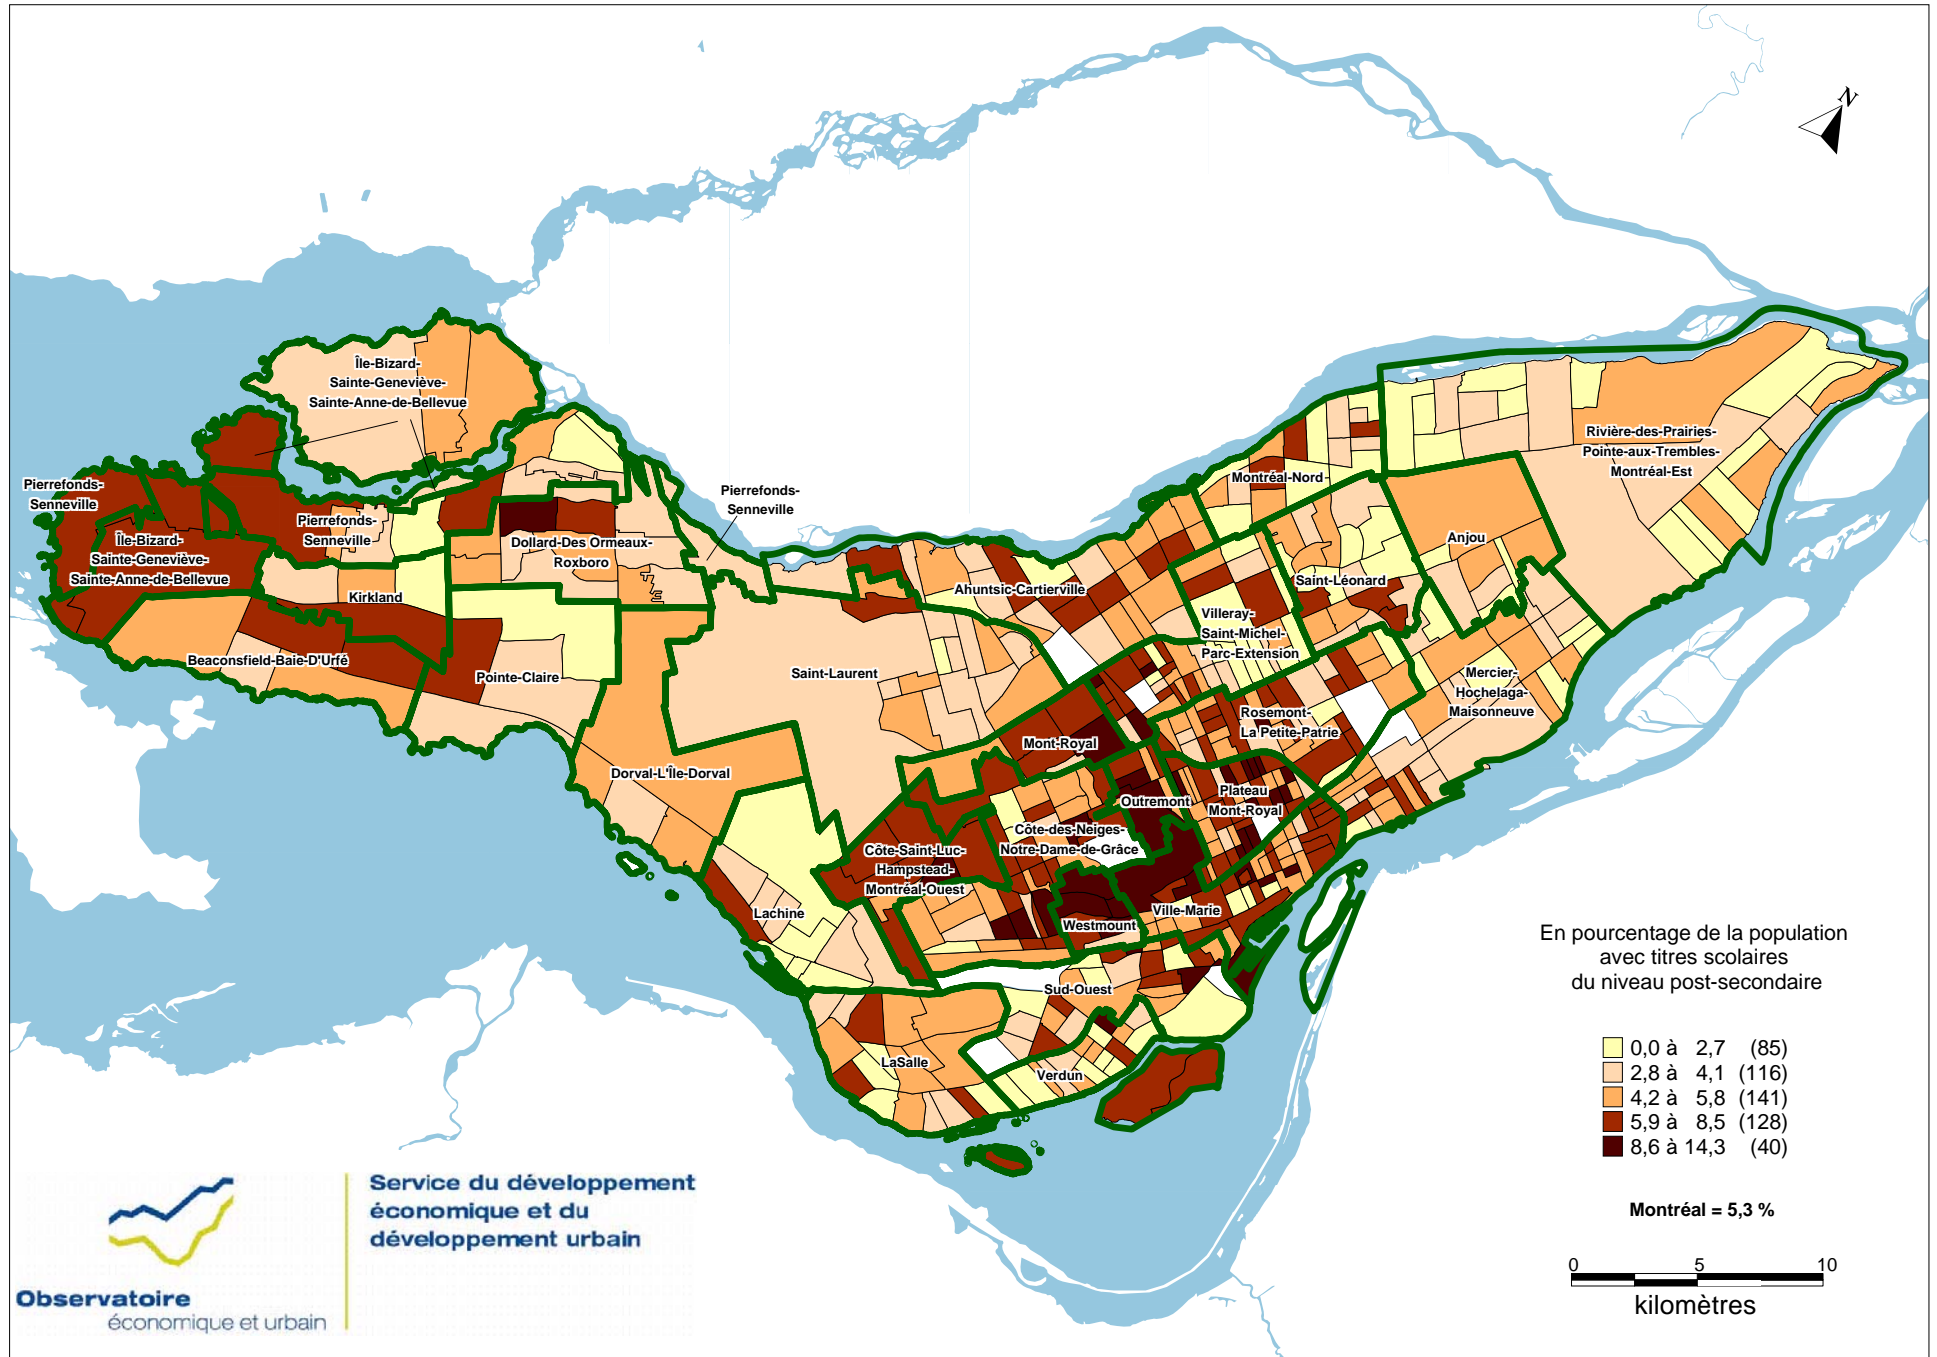 N
Île-Bizard-
Sainte-Geneviève-
Sainte-Anne-de-Bellevue
Pierrefonds-
Senneville
Île-Bizard-
Sainte-Geneviève-
Sainte-Anne-de-Bellevue
Pierrefonds-
Senneville
Pierrefonds-
Senneville
Dollard-Des Ormeaux-
Roxboro
Kirkland
Beaconsfield-Baie-D'Urfé
Pointe-Claire
Dorval-L'Île-Dorval
Saint-Laurent
Ahuntsic-Cartierville
Montréal-Nord
Rivière-des-Prairies-
Pointe-aux-Trembles-
Montréal-Est
Anjou
Saint-Léonard
Villeray-
Saint-Michel-
Parc-Extension
Mercier-
Hochelaga-
Maisonneuve
Rosemont-
La Petite-Patrie
Mont-Royal
Outremont
Plateau
Mont-Royal
Côte-des-Neiges-
Notre-Dame-de-Grâce
Côte-Saint-Luc-
Hampstead-
Montréal-Ouest
Lachine
Westmount
Ville-Marie
Sud-Ouest
LaSalle
Verdun
En pourcentage de la population
avec titres scolaires
du niveau post-secondaire
0,0 à 2,7 (85)
2,8 à 4,1 (116)
4,2 à 5,8 (141)
5,9 à 8,5 (128)
8,6 à 14,3 (40)
Montréal = 5,3 %
0 5 10
kilomètres
Service du développement
économique et du
développement urbain
Observatoire
économique et urbain